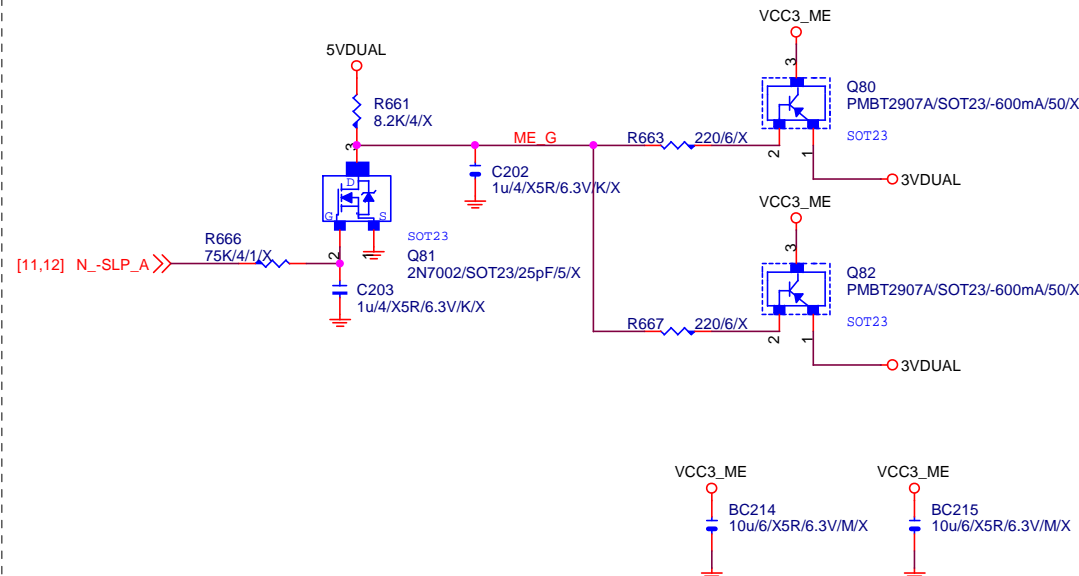 VCC3_ME
5VDUAL
3
Q80
PMBT2907A/SOT23/-600mA/50/X
R661
8.2K/4/X
SOT23
3
ME_G
R663
220/6/X
2
1
3VDUAL
C202
1u/4/X5R/6.3V/K/X
D
G
S
VCC3_ME
SOT23
Q81
2N7002/SOT23/25pF/5/X
2
1
R666
75K/4/1/X
[11,12] N_-SLP_A
3
Q82
PMBT2907A/SOT23/-600mA/50/X
SOT23
C203
1u/4/X5R/6.3V/K/X
R667
220/6/X
2
1
3VDUAL
VCC3_ME
VCC3_ME
BC214
10u/6/X5R/6.3V/M/X
BC215
10u/6/X5R/6.3V/M/X